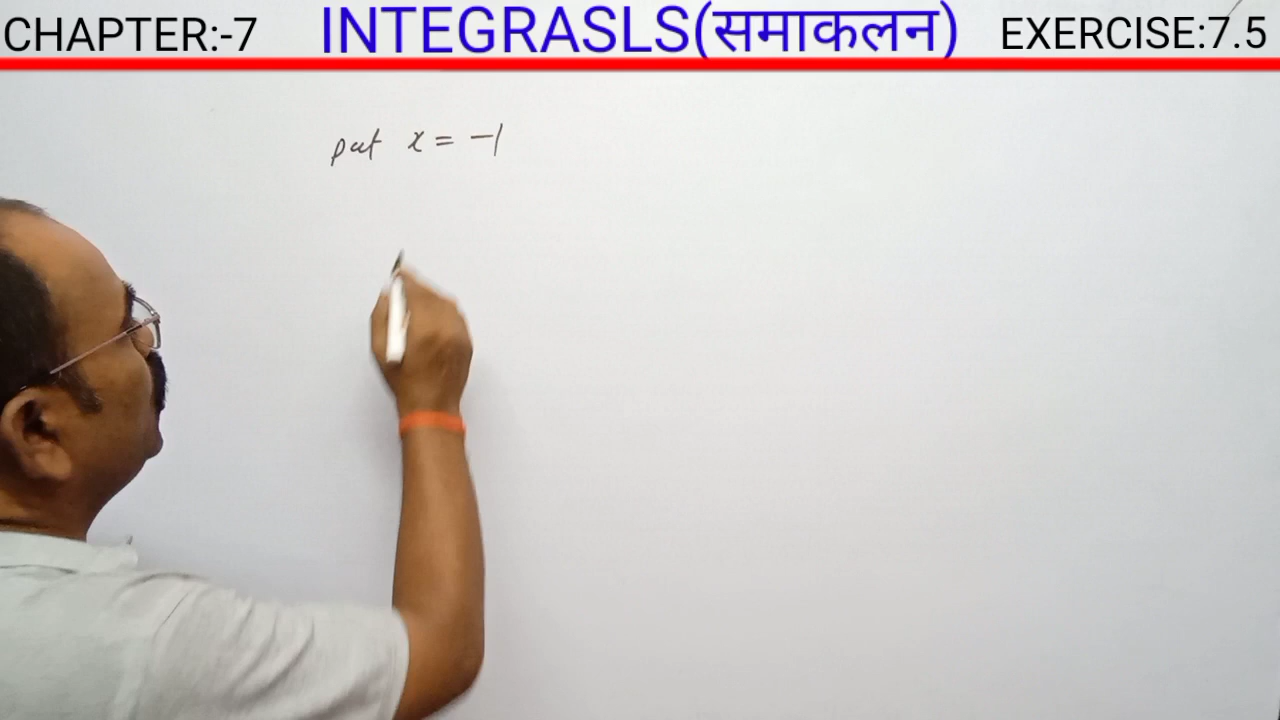 CHAPTER:-7 INTEGRASLS(समाकलन) EXERCISE:7.5
put x = -1